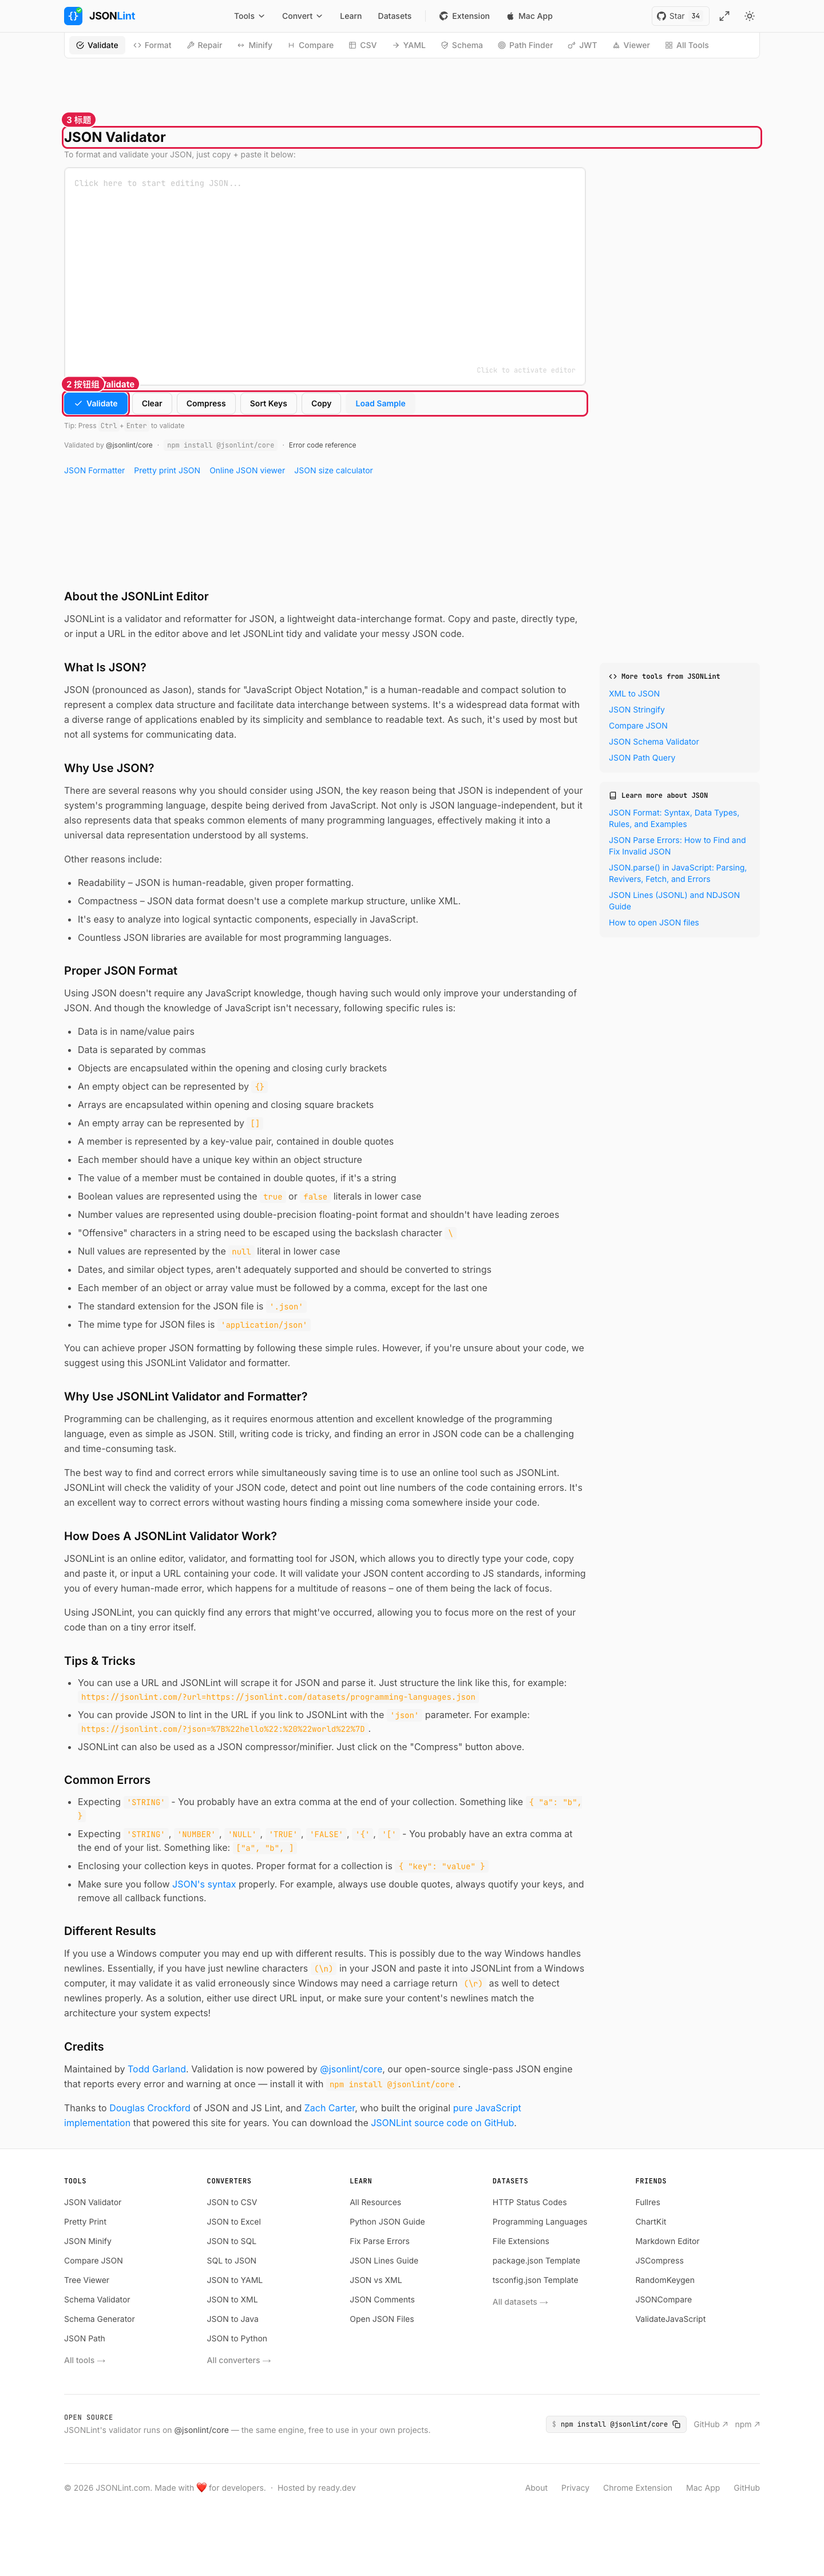 JSONLint
Tools Convert Learn Datasets Extension Mac App
Star 34
Validate Format Repair Minify Compare CSV YAML Schema Path Finder JWT Viewer All Tools
3 标题
JSON Validator
To format and validate your JSON, just copy + paste it below:
Click here to start editing JSON...
Click to activate editor
2 按钮组
Validate Clear Compress Sort Keys Copy Load Sample
Tip: Press Ctrl + Enter to validate
Validated by @jsonlint/core · npm install @jsonlint/core · Error code reference
JSON Formatter Pretty print JSON Online JSON viewer JSON size calculator
About the JSONLint Editor
JSONLint is a validator and reformatter for JSON, a lightweight data-interchange format. Copy and paste, directly type,
or input a URL in the editor above and let JSONLint tidy and validate your messy JSON code.
What Is JSON?
JSON (pronounced as Jason), stands for "JavaScript Object Notation," is a human-readable and compact solution to
represent a complex data structure and facilitate data interchange between systems. It's a widespread data format with
a diverse range of applications enabled by its simplicity and semblance to readable text. As such, it's used by most but
not all systems for communicating data.
Why Use JSON?
There are several reasons why you should consider using JSON, the key reason being that JSON is independent of your
system's programming language, despite being derived from JavaScript. Not only is JSON language-independent, but it
also represents data that speaks common elements of many programming languages, effectively making it into a
universal data representation understood by all systems.
Other reasons include:
• Readability – JSON is human-readable, given proper formatting.
• Compactness – JSON data format doesn't use a complete markup structure, unlike XML.
• It's easy to analyze into logical syntactic components, especially in JavaScript.
• Countless JSON libraries are available for most programming languages.
Proper JSON Format
Using JSON doesn't require any JavaScript knowledge, though having such would only improve your understanding of
JSON. And though the knowledge of JavaScript isn't necessary, following specific rules is:
• Data is in name/value pairs
• Data is separated by commas
• Objects are encapsulated within the opening and closing curly brackets
• An empty object can be represented by {}
• Arrays are encapsulated within opening and closing square brackets
• An empty array can be represented by []
• A member is represented by a key-value pair, contained in double quotes
• Each member should have a unique key within an object structure
• The value of a member must be contained in double quotes, if it's a string
• Boolean values are represented using the true or false literals in lower case
• Number values are represented using double-precision floating-point format and shouldn't have leading zeroes
• "Offensive" characters in a string need to be escaped using the backslash character \
• Null values are represented by the null literal in lower case
• Dates, and similar object types, aren't adequately supported and should be converted to strings
• Each member of an object or array value must be followed by a comma, except for the last one
• The standard extension for the JSON file is '.json'
• The mime type for JSON files is 'application/json'
You can achieve proper JSON formatting by following these simple rules. However, if you're unsure about your code, we
suggest using this JSONLint Validator and formatter.
Why Use JSONLint Validator and Formatter?
Programming can be challenging, as it requires enormous attention and excellent knowledge of the programming
language, even as simple as JSON. Still, writing code is tricky, and finding an error in JSON code can be a challenging
and time-consuming task.
The best way to find and correct errors while simultaneously saving time is to use an online tool such as JSONLint.
JSONLint will check the validity of your JSON code, detect and point out line numbers of the code containing errors. It's
an excellent way to correct errors without wasting hours finding a missing coma somewhere inside your code.
How Does A JSONLint Validator Work?
JSONLint is an online editor, validator, and formatting tool for JSON, which allows you to directly type your code, copy
and paste it, or input a URL containing your code. It will validate your JSON content according to JS standards, informing
you of every human-made error, which happens for a multitude of reasons – one of them being the lack of focus.
Using JSONLint, you can quickly find any errors that might've occurred, allowing you to focus more on the rest of your
code than on a tiny error itself.
Tips & Tricks
• You can use a URL and JSONLint will scrape it for JSON and parse it. Just structure the link like this, for example:
https://jsonlint.com/?url=https://jsonlint.com/datasets/programming-languages.json
• You can provide JSON to lint in the URL if you link to JSONLint with the 'json' parameter. For example:
https://jsonlint.com/?json=%7B%22hello%22:%20%22world%22%7D.
• JSONLint can also be used as a JSON compressor/minifier. Just click on the "Compress" button above.
Common Errors
• Expecting 'STRING' - You probably have an extra comma at the end of your collection. Something like { "a": "b",
}
• Expecting 'STRING', 'NUMBER', 'NULL', 'TRUE', 'FALSE', '{', '[' - You probably have an extra comma at
the end of your list. Something like: ["a", "b", ]
• Enclosing your collection keys in quotes. Proper format for a collection is { "key": "value" }
• Make sure you follow JSON's syntax properly. For example, always use double quotes, always quotify your keys, and
remove all callback functions.
Different Results
If you use a Windows computer you may end up with different results. This is possibly due to the way Windows handles
newlines. Essentially, if you have just newline characters (\n) in your JSON and paste it into JSONLint from a Windows
computer, it may validate it as valid erroneously since Windows may need a carriage return (\r) as well to detect
newlines properly. As a solution, either use direct URL input, or make sure your content's newlines match the
architecture your system expects!
Credits
Maintained by Todd Garland. Validation is now powered by @jsonlint/core, our open-source single-pass JSON engine
that reports every error and warning at once — install it with npm install @jsonlint/core.
Thanks to Douglas Crockford of JSON and JS Lint, and Zach Carter, who built the original pure JavaScript
implementation that powered this site for years. You can download the JSONLint source code on GitHub.
More tools from JSONLint
XML to JSON
JSON Stringify
Compare JSON
JSON Schema Validator
JSON Path Query
Learn more about JSON
JSON Format: Syntax, Data Types,
Rules, and Examples
JSON Parse Errors: How to Find and
Fix Invalid JSON
JSON.parse() in JavaScript: Parsing,
Revivers, Fetch, and Errors
JSON Lines (JSONL) and NDJSON
Guide
How to open JSON files
TOOLS
JSON Validator
Pretty Print
JSON Minify
Compare JSON
Tree Viewer
Schema Validator
Schema Generator
JSON Path
All tools →
CONVERTERS
JSON to CSV
JSON to Excel
JSON to SQL
SQL to JSON
JSON to YAML
JSON to XML
JSON to Java
JSON to Python
All converters →
LEARN
All Resources
Python JSON Guide
Fix Parse Errors
JSON Lines Guide
JSON vs XML
JSON Comments
Open JSON Files
DATASETS
HTTP Status Codes
Programming Languages
File Extensions
package.json Template
tsconfig.json Template
All datasets →
FRIENDS
Fullres
ChartKit
Markdown Editor
JSCompress
RandomKeygen
JSONCompare
ValidateJavaScript
OPEN SOURCE
JSONLint's validator runs on @jsonlint/core — the same engine, free to use in your own projects.
$ npm install @jsonlint/core GitHub ↗ npm ↗
© 2026 JSONLint.com. Made with ❤️ for developers. · Hosted by ready.dev
About Privacy Chrome Extension Mac App GitHub